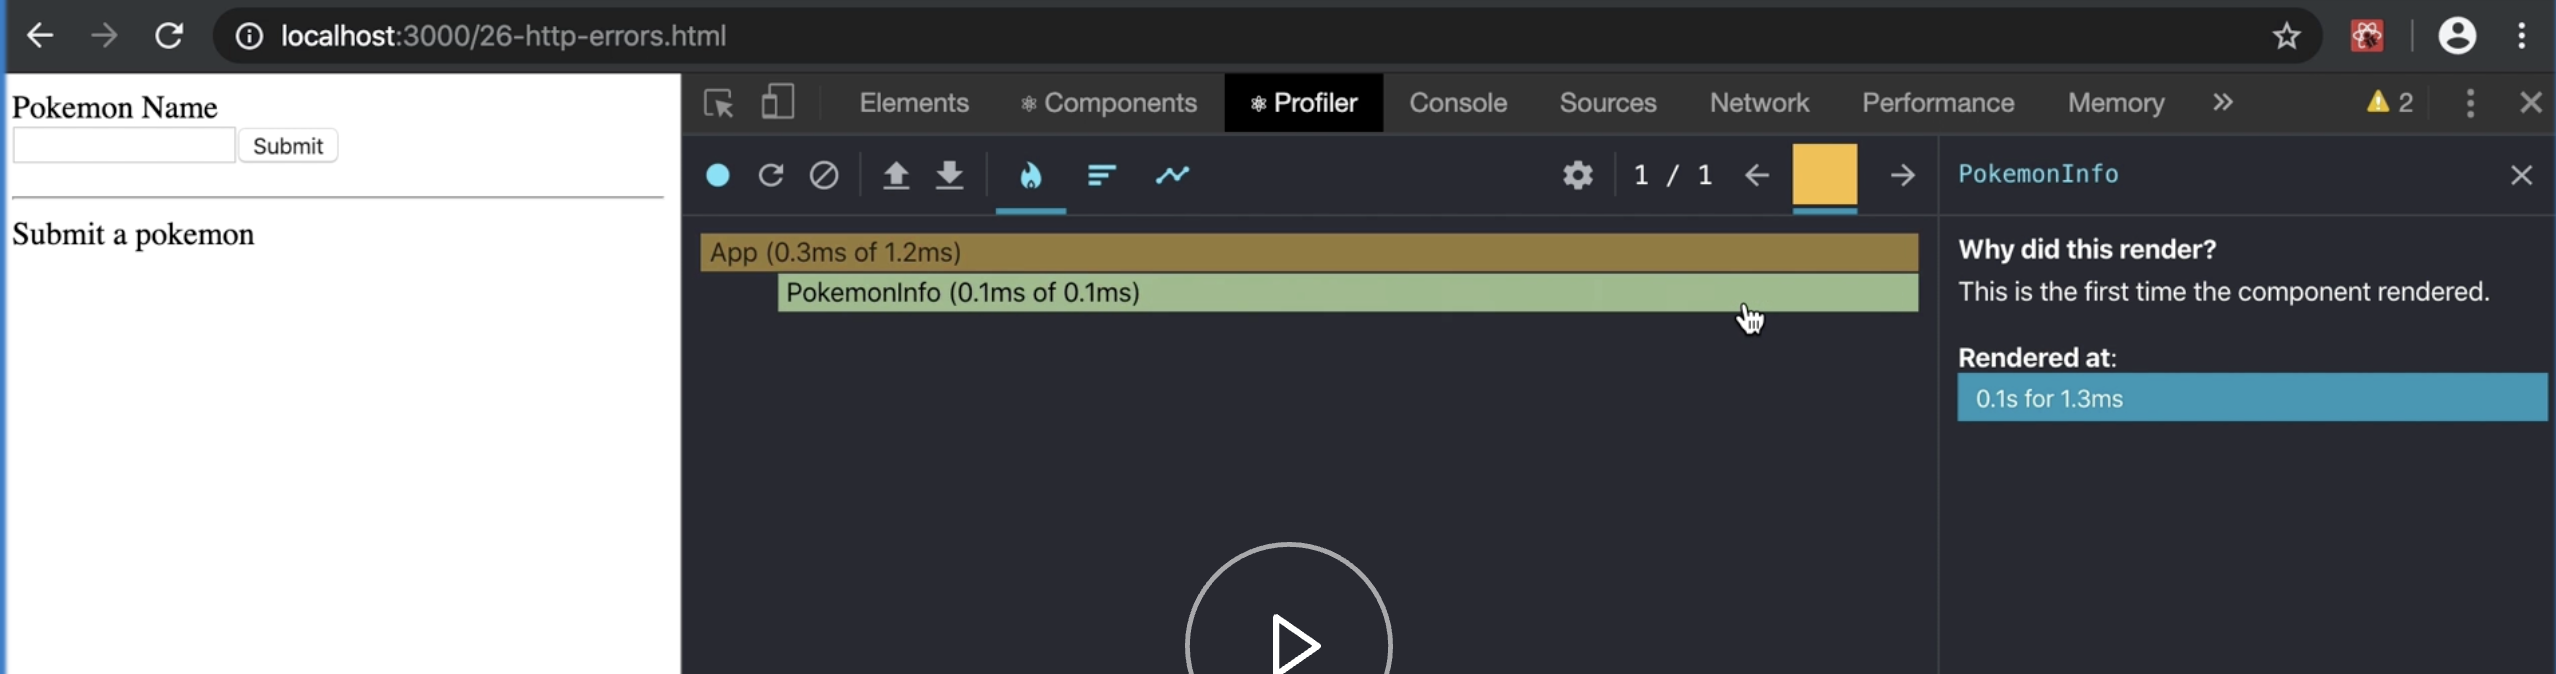 localhost:3000/26-http-errors.html
Pokemon Name
Submit
Submit a pokemon
Elements Components Profiler Console Sources Network Performance Memory » 2
1 / 1
PokemonInfo
App (0.3ms of 1.2ms)
PokemonInfo (0.1ms of 0.1ms)
Why did this render?
This is the first time the component rendered.
Rendered at:
0.1s for 1.3ms